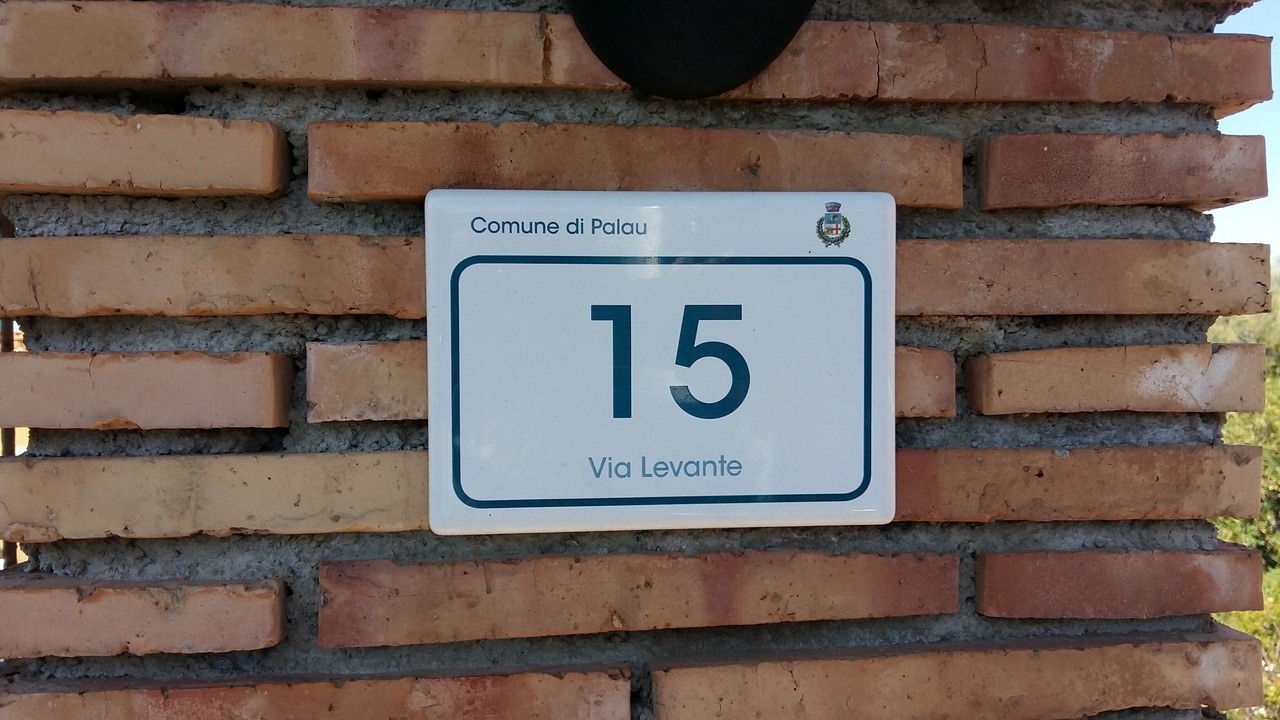 Comune di Palau
15
Via Levante